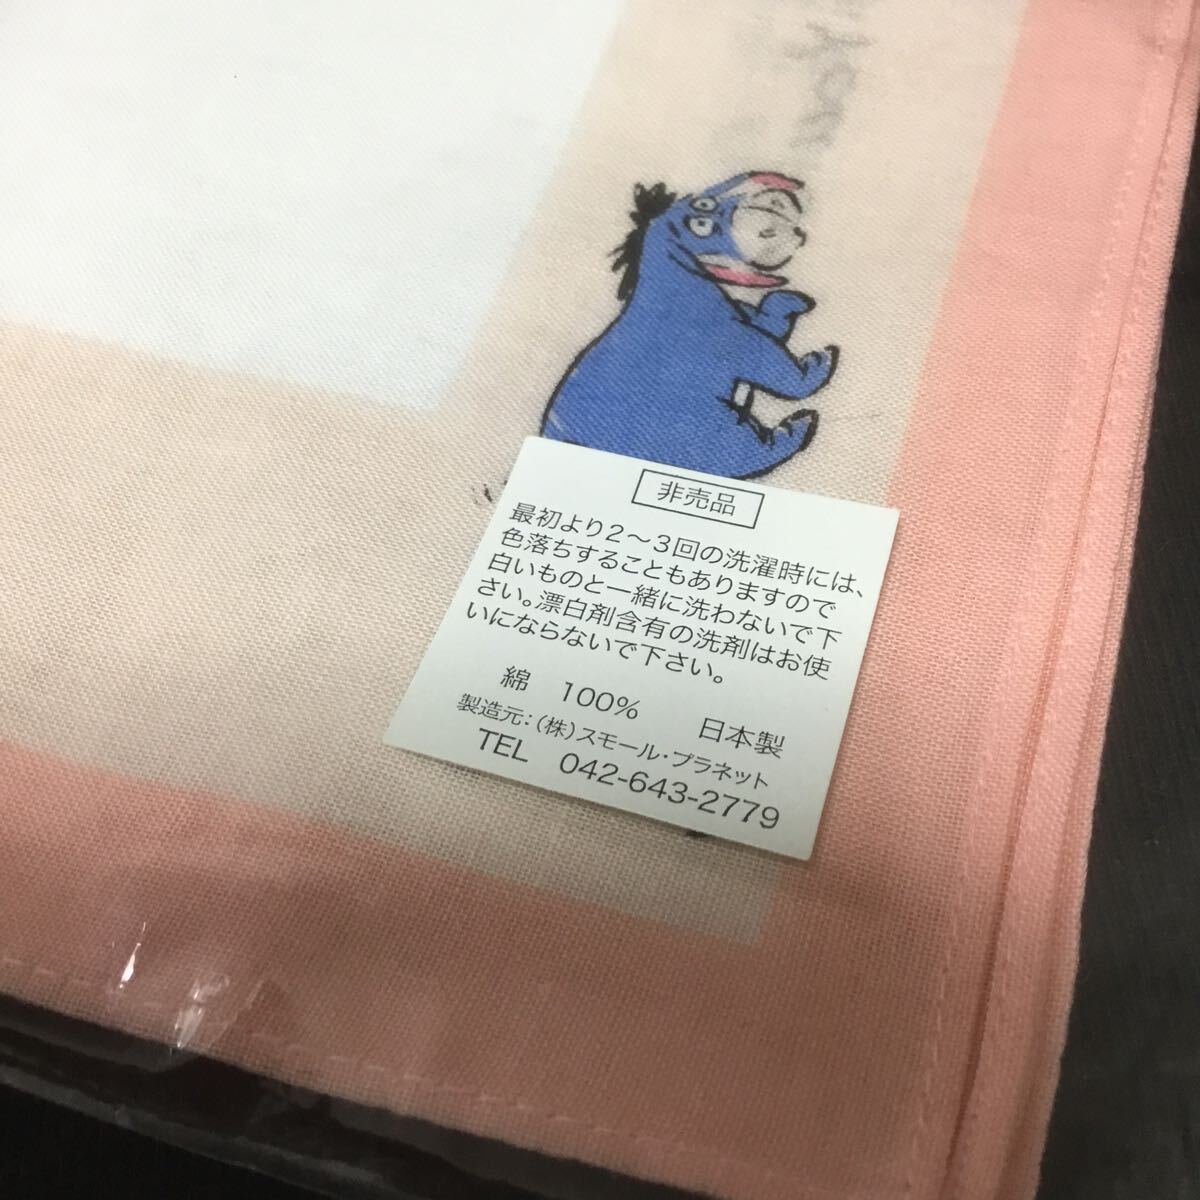 非売品
最初より2〜3回の洗濯時には、
色落ちすることもありますので
白いものと一緒に洗わないで下
さい。漂白剤含有の洗剤はお使
いにならないで下さい。
綿 100% 日本製
製造元:(株)スモール・プラネット
TEL 042-643-2779